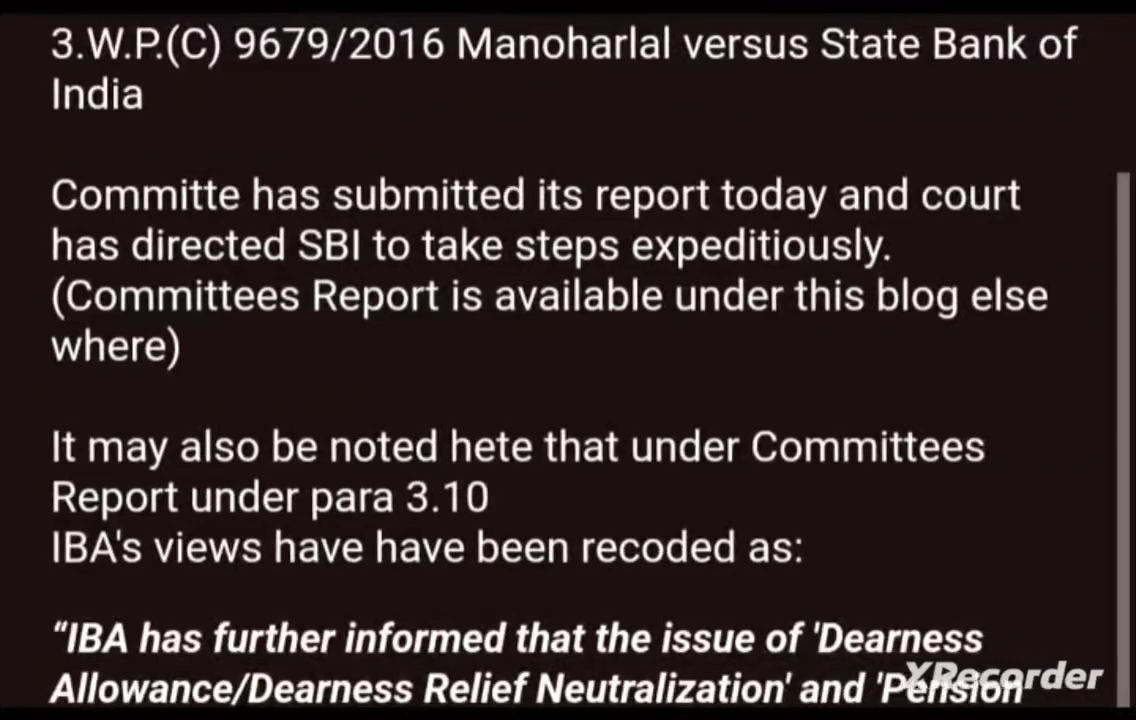 3.W.P.(C) 9679/2016 Manoharlal versus State Bank of
India
Committe has submitted its report today and court
has directed SBI to take steps expeditiously.
(Committees Report is available under this blog else
where)
It may also be noted hete that under Committees
Report under para 3.10
IBA's views have have been recoded as:
“IBA has further informed that the issue of 'Dearness
Allowance/Dearness Relief Neutralization' and 'Pension
XRecorder